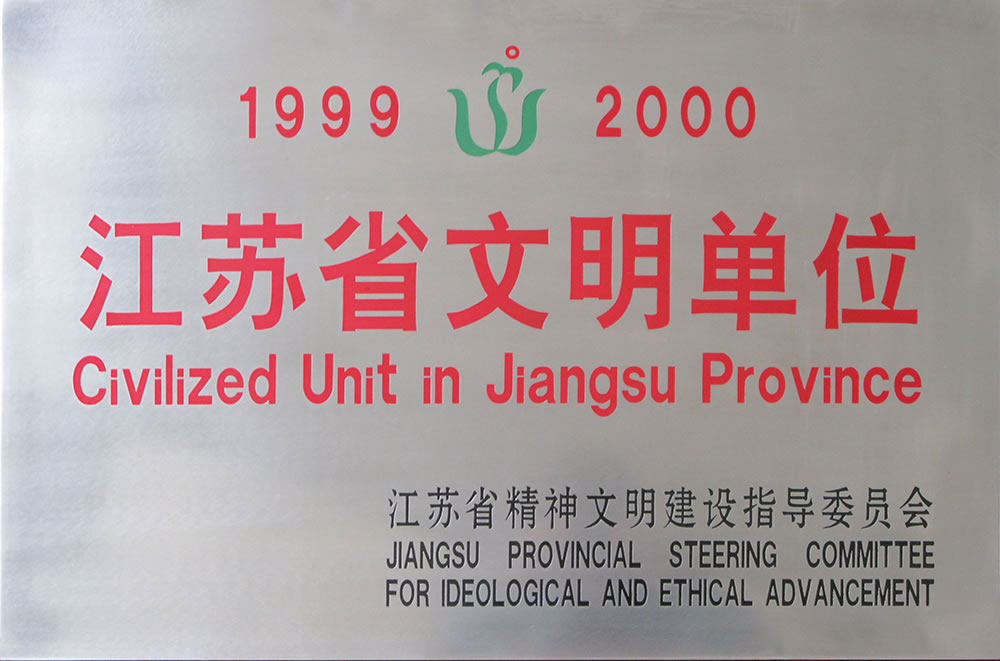 1999 2000
江苏省文明单位
Civilized Unit in Jiangsu Province
江苏省精神文明建设指导委员会
JIANGSU PROVINCIAL STEERING COMMITTEE
FOR IDEOLOGICAL AND ETHICAL ADVANCEMENT